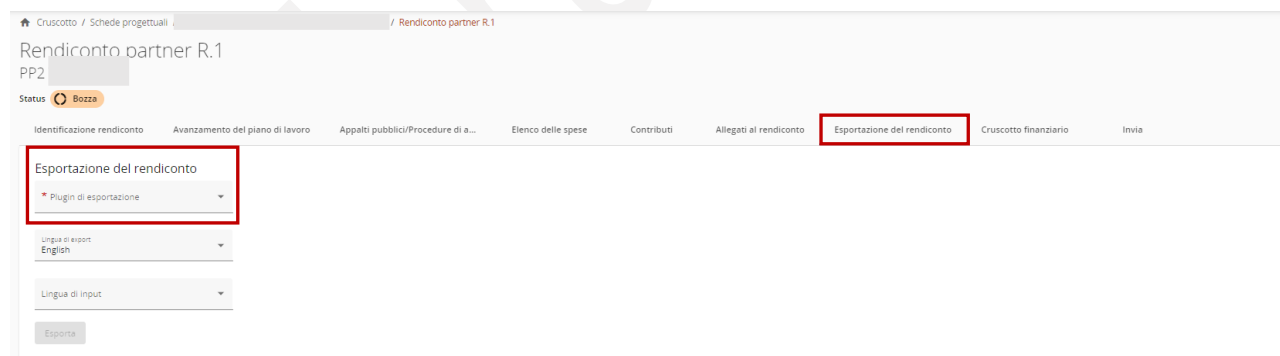 Cruscotto / Schede progettuali / / Rendiconto partner R.1
Rendiconto partner R.1
PP2
Status Bozza
Identificazione rendiconto Avanzamento del piano di lavoro Appalti pubblici/Procedure di a... Elenco delle spese Contributi Allegati al rendiconto Esportazione del rendiconto Cruscotto finanziario Invia
Esportazione del rendiconto
* Plugin di esportazione
Lingua di export
English
Lingua di input
Esporta